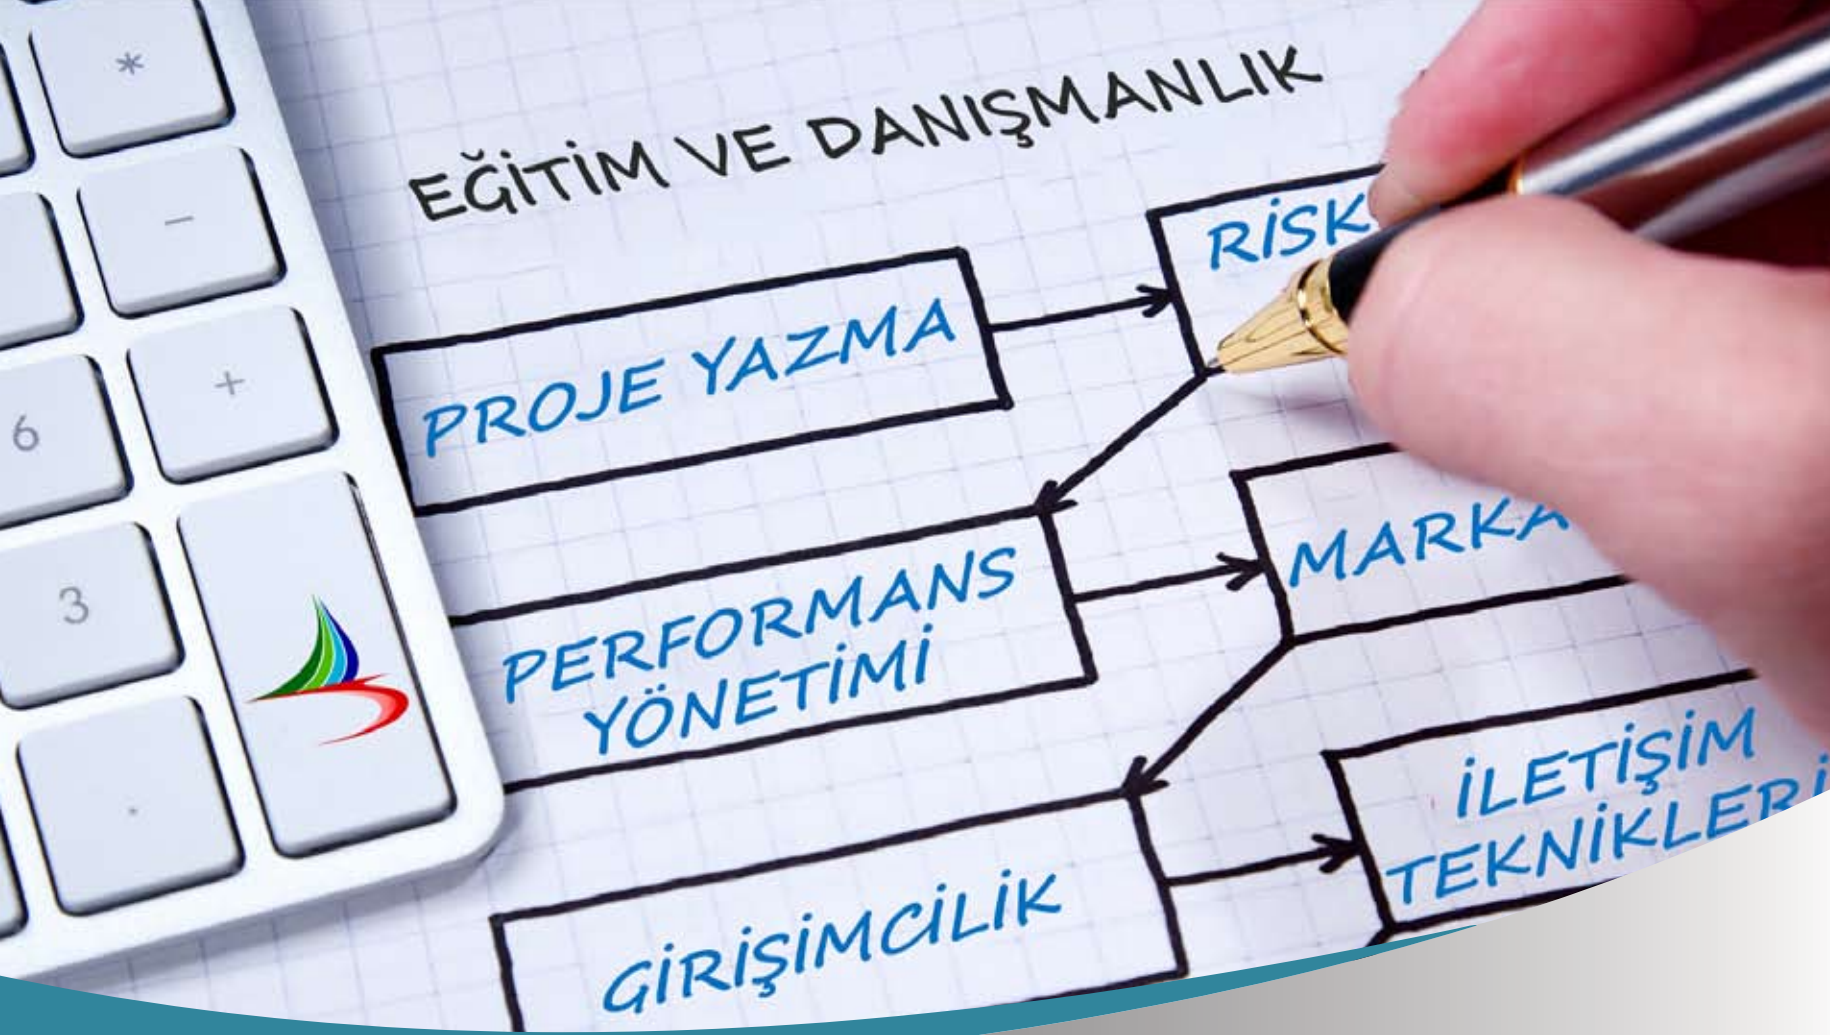 *
-
+
6
3
.
EĞİTİM VE DANIŞMANLIK
PROJE YAZMA
RİSK
PERFORMANS
YÖNETİMİ
MARKA
GİRİŞİMCİLİK
İLETİŞİM
TEKNİKLERİ